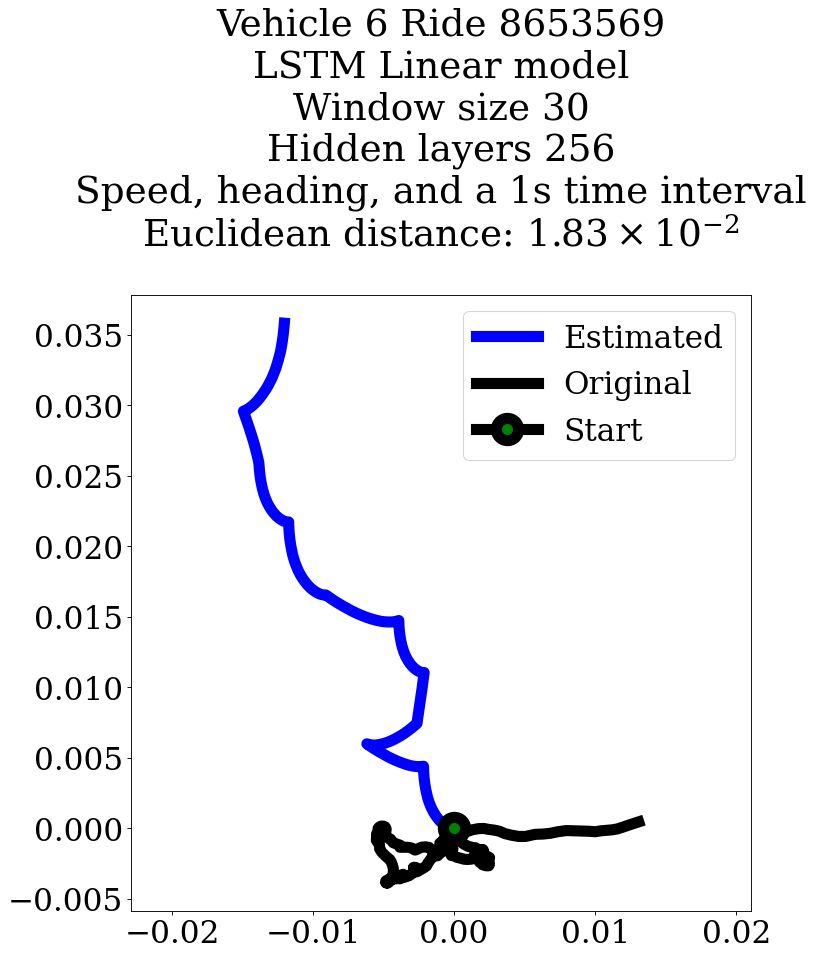 Vehicle 6 Ride 8653569
LSTM Linear model
Window size 30
Hidden layers 256
Speed, heading, and a 1s time interval
Euclidean distance: 1.83 × 10⁻²
Estimated
Original
Start
0.035
0.030
0.025
0.020
0.015
0.010
0.005
0.000
−0.005
−0.02 −0.01 0.00 0.01 0.02